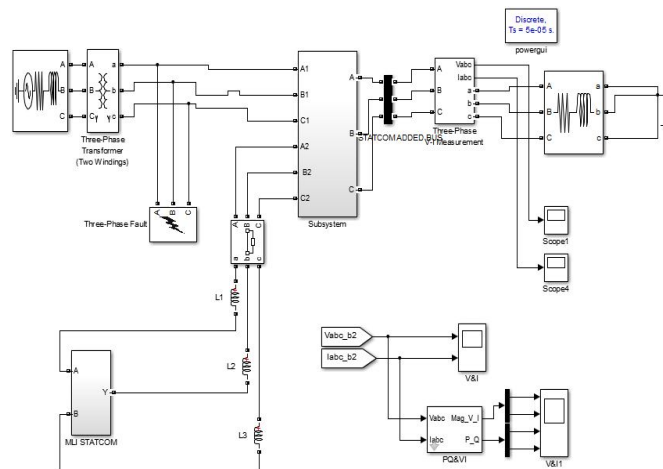 Discrete,
Ts = 5e-05 s.
powergui
A
B
C
A
B
C
a
b
c
Three-Phase
Transformer
(Two Windings)
A
B
C
Three-Phase Fault
A1
B1
C1
A2
B2
C2
A
B
C
Subsystem
STATCOM ADDED BUS
A
B
C
Vabc
Iabc
a
b
c
Three-Phase
V-I Measurement
A
B
C
a
b
c
Scope1
Scope4
A
B
C
a
b
c
L1
L2
L3
A
B
Y
MLI STATCOM
Vabc_b2
Iabc_b2
V&I
Vabc
Iabc
Mag_V_I
P_Q
PQ&VI
V&I1